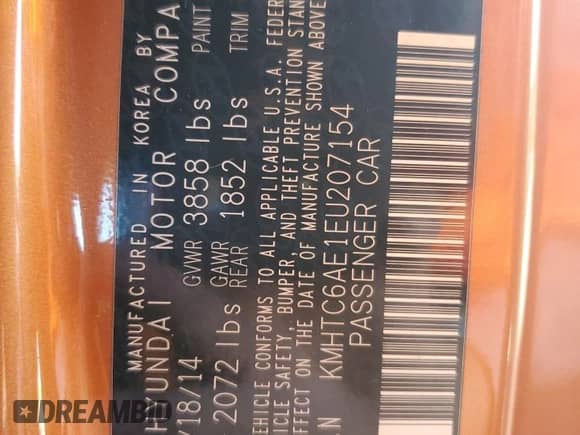 MANUFACTURED IN KOREA BY
HYUNDAI MOTOR COMPA
/18/14 GVWR 3858 lbs PAINT
2072 lbs GAWR REAR 1852 lbs TRIM
EHICLE CONFORMS TO ALL APPLICABLE U.S.A. FEDER
ICLE SAFETY, BUMPER, AND THEFT PREVENTION STAN
EFFECT ON THE DATE OF MANUFACTURE SHOWN ABOVE
N KMHTC6AE1EU207154
PASSENGER CAR
DREAMBID